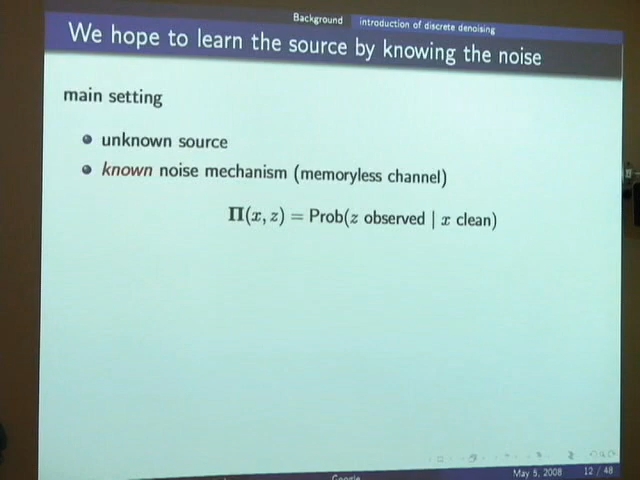 Background introduction of discrete denoising
We hope to learn the source by knowing the noise
main setting
unknown source
known noise mechanism (memoryless channel)
Π(x, z) = Prob(z observed | x clean)
Google May 5, 2008 12 / 48